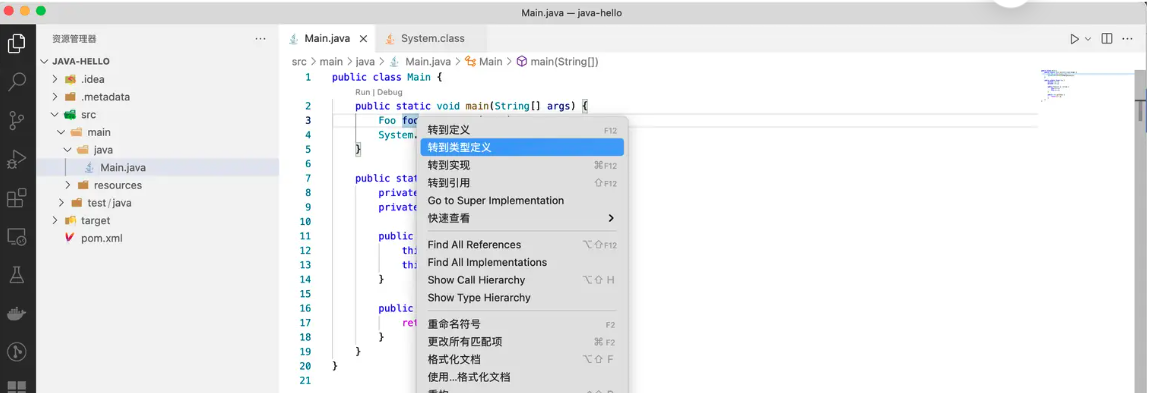 Main.java — java-hello
资源管理器
JAVA-HELLO
.idea
.metadata
src
main
java
Main.java
resources
test/java
target
pom.xml
Main.java
System.class
src > main > java > Main.java > Main > main(String[])
1 public class Main {
Run | Debug
2 public static void main(String[] args) {
3 Foo foo
4 System.
5 }
6
7 public stat
8 private
9 private
10
11 public
12 thi
13 thi
14 }
15
16 public
17 ret
18 }
19 }
20 }
21
转到定义 F12
转到类型定义
转到实现 ⌘F12
转到引用 ⇧F12
Go to Super Implementation
快速查看
Find All References ⌥⇧F12
Find All Implementations
Show Call Hierarchy ⌥⇧ H
Show Type Hierarchy
重命名符号 F2
更改所有匹配项 ⌘ F2
格式化文档 ⌥⇧ F
使用...格式化文档